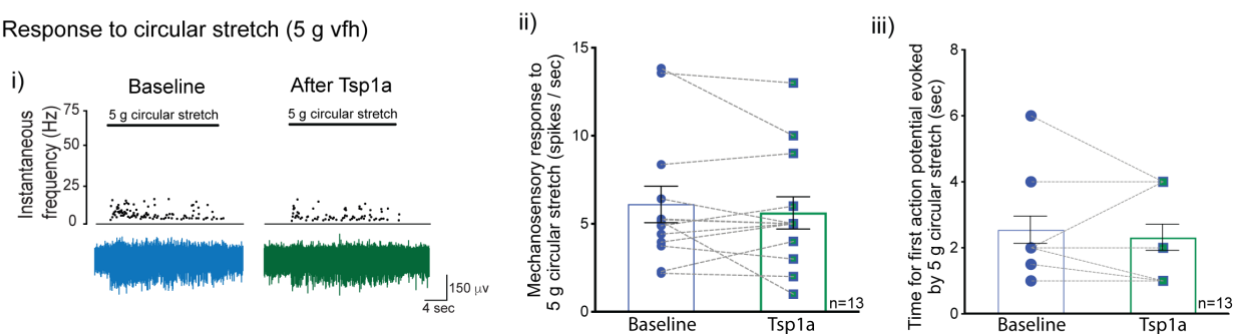 Response to circular stretch (5 g vfh)
i)
Baseline
After Tsp1a
5 g circular stretch
5 g circular stretch
Instantaneous
frequency (Hz)
75
50
25
0
150 μv
4 sec
ii)
Mechanosensory response to
5 g circular stretch (spikes / sec)
15
10
5
0
Baseline
Tsp1a
n=13
iii)
Time for first action potential evoked
by 5 g circular stretch (sec)
8
6
4
2
0
Baseline
Tsp1a
n=13